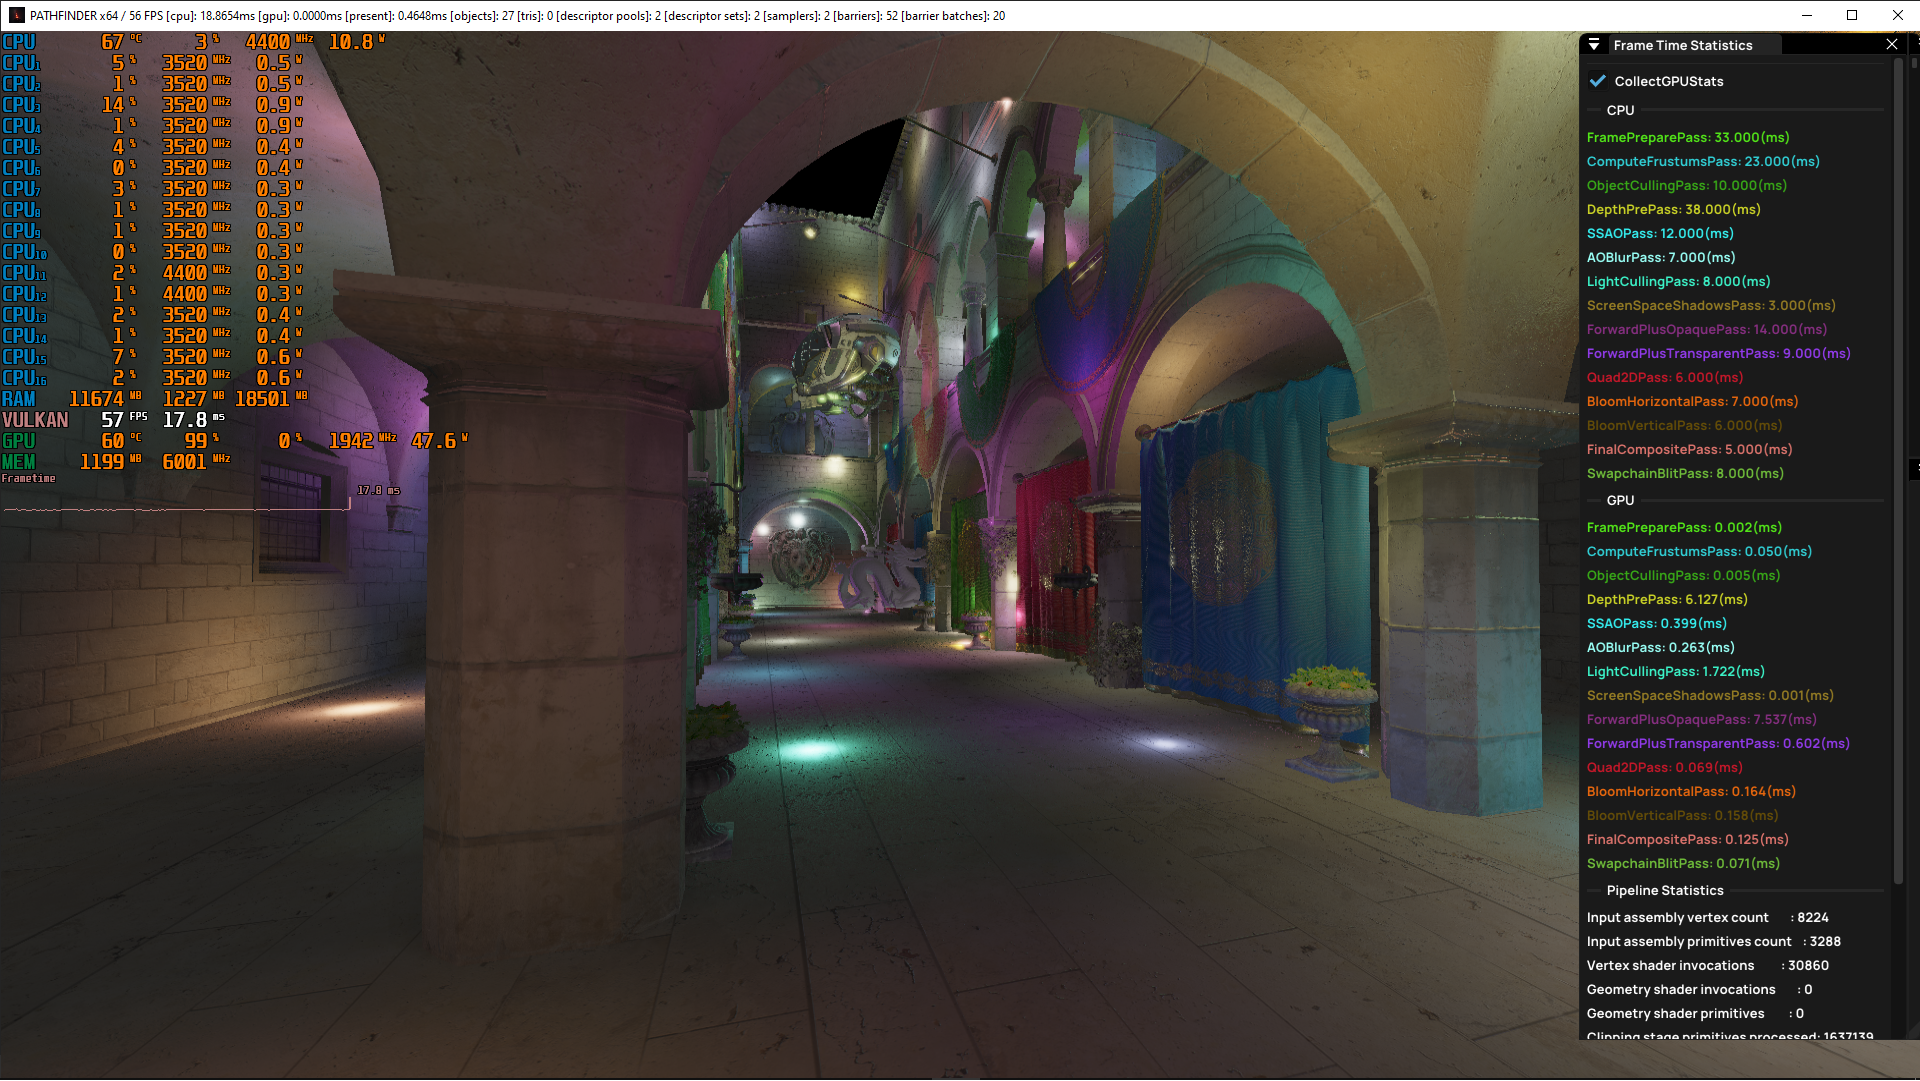 PATHFINDER x64 / 56 FPS [cpu]: 18.8654ms [gpu]: 0.0000ms [present]: 0.4648ms [objects]: 27 [tris]: 0 [descriptor pools]: 2 [descriptor sets]: 2 [samplers]: 2 [barriers]: 52 [barrier batches]: 20
CPU 67 °C 3 % 4400 MHz 10.8 W
CPU1 5 % 3520 MHz 0.5 W
CPU2 1 % 3520 MHz 0.5 W
CPU3 14 % 3520 MHz 0.9 W
CPU4 1 % 3520 MHz 0.9 W
CPU5 4 % 3520 MHz 0.4 W
CPU6 0 % 3520 MHz 0.4 W
CPU7 3 % 3520 MHz 0.3 W
CPU8 1 % 3520 MHz 0.3 W
CPU9 1 % 3520 MHz 0.3 W
CPU10 0 % 3520 MHz 0.3 W
CPU11 2 % 4400 MHz 0.3 W
CPU12 1 % 4400 MHz 0.3 W
CPU13 2 % 3520 MHz 0.4 W
CPU14 1 % 3520 MHz 0.4 W
CPU15 7 % 3520 MHz 0.6 W
CPU16 2 % 3520 MHz 0.6 W
RAM 11674 MB 1227 MB 18501 MB
VULKAN 57 FPS 17.8 ms
GPU 60 °C 99 % 0 % 1942 MHz 47.6 W
MEM 1199 MB 6001 MHz
Frametime
17.8 ms
Frame Time Statistics
CollectGPUStats
CPU
FramePreparePass: 33.000(ms)
ComputeFrustumsPass: 23.000(ms)
ObjectCullingPass: 10.000(ms)
DepthPrePass: 38.000(ms)
SSAOPass: 12.000(ms)
AOBlurPass: 7.000(ms)
LightCullingPass: 8.000(ms)
ScreenSpaceShadowsPass: 3.000(ms)
ForwardPlusOpaquePass: 14.000(ms)
ForwardPlusTransparentPass: 9.000(ms)
Quad2DPass: 6.000(ms)
BloomHorizontalPass: 7.000(ms)
BloomVerticalPass: 6.000(ms)
FinalCompositePass: 5.000(ms)
SwapchainBlitPass: 8.000(ms)
GPU
FramePreparePass: 0.002(ms)
ComputeFrustumsPass: 0.050(ms)
ObjectCullingPass: 0.005(ms)
DepthPrePass: 6.127(ms)
SSAOPass: 0.399(ms)
AOBlurPass: 0.263(ms)
LightCullingPass: 1.722(ms)
ScreenSpaceShadowsPass: 0.001(ms)
ForwardPlusOpaquePass: 7.537(ms)
ForwardPlusTransparentPass: 0.602(ms)
Quad2DPass: 0.069(ms)
BloomHorizontalPass: 0.164(ms)
BloomVerticalPass: 0.158(ms)
FinalCompositePass: 0.125(ms)
SwapchainBlitPass: 0.071(ms)
Pipeline Statistics
Input assembly vertex count : 8224
Input assembly primitives count : 3288
Vertex shader invocations : 30860
Geometry shader invocations : 0
Geometry shader primitives : 0
Clipping stage primitives processed: 1637139